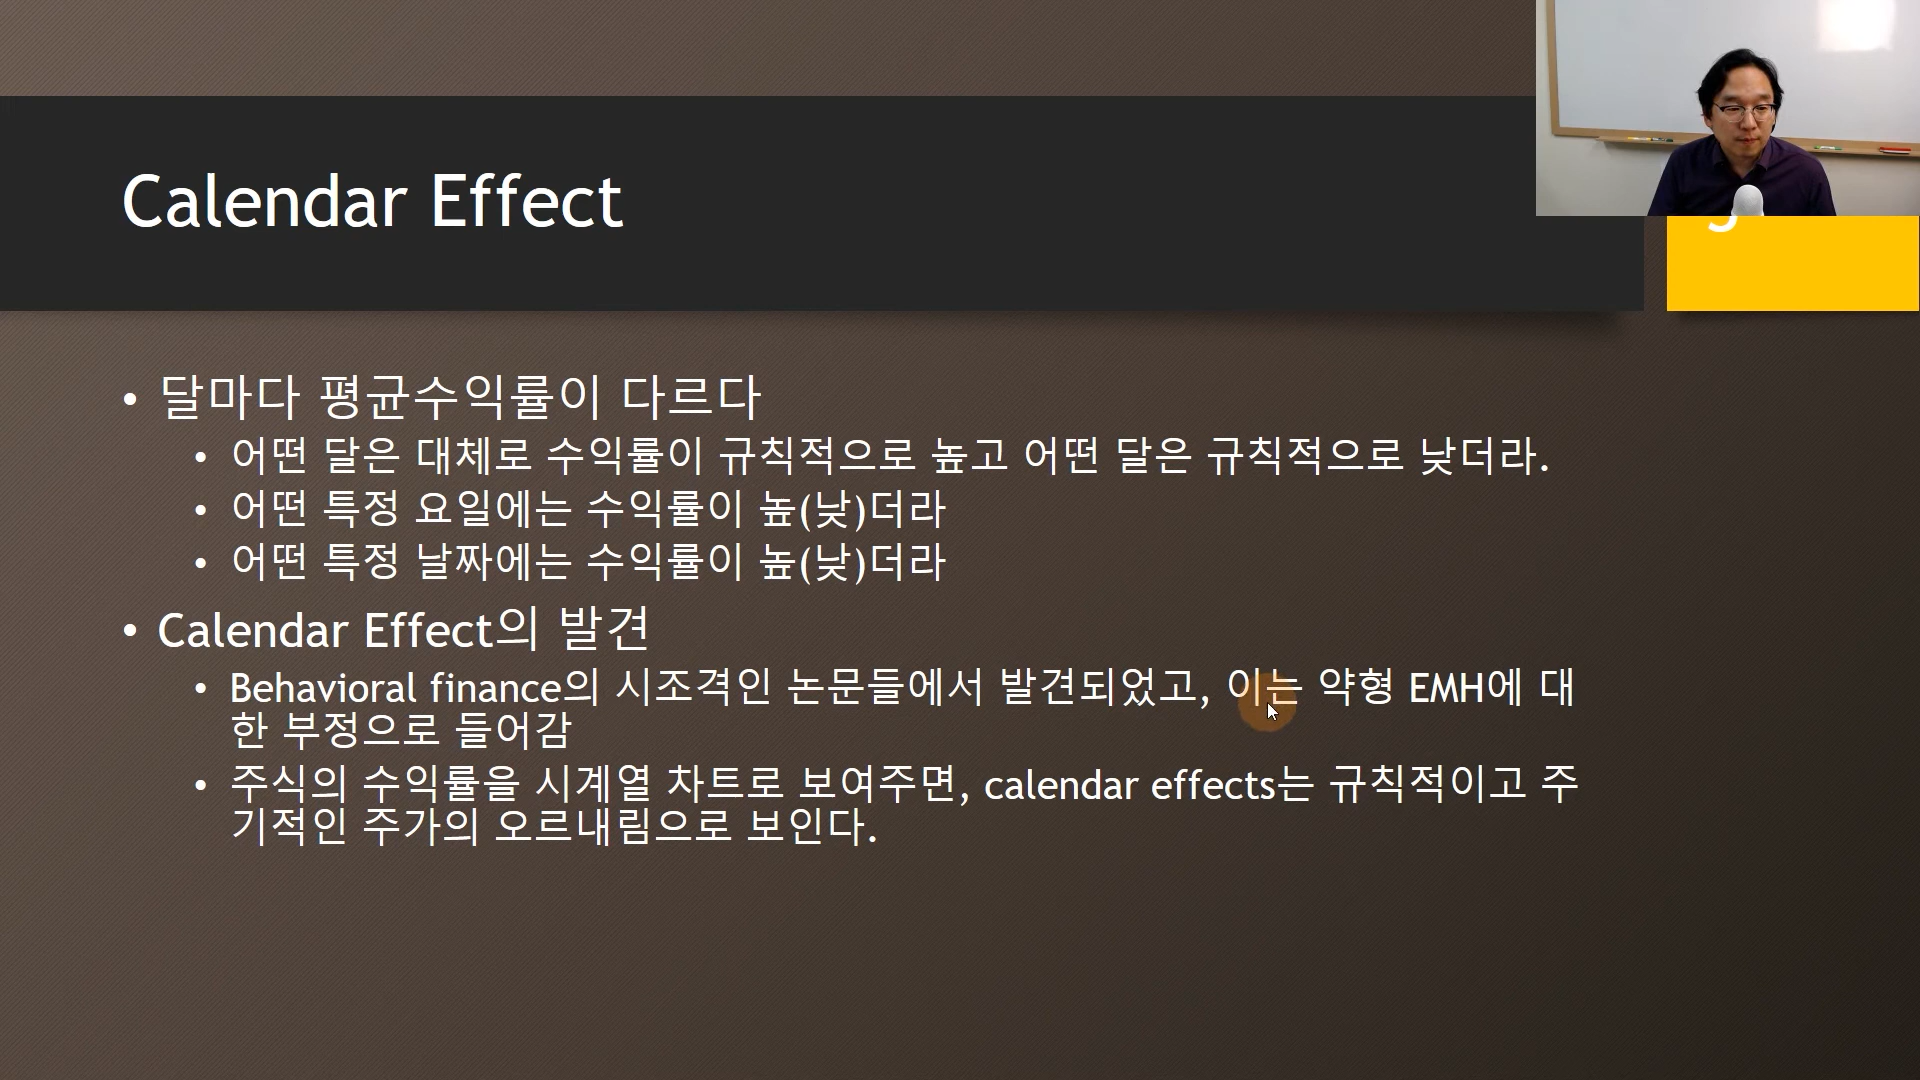 Calendar Effect
• 달마다 평균수익률이 다르다
• 어떤 달은 대체로 수익률이 규칙적으로 높고 어떤 달은 규칙적으로 낮더라.
• 어떤 특정 요일에는 수익률이 높(낮)더라
• 어떤 특정 날짜에는 수익률이 높(낮)더라
• Calendar Effect의 발견
• Behavioral finance의 시조격인 논문들에서 발견되었고, 이는 약형 EMH에 대
한 부정으로 들어감
• 주식의 수익률을 시계열 차트로 보여주면, calendar effects는 규칙적이고 주
기적인 주가의 오르내림으로 보인다.